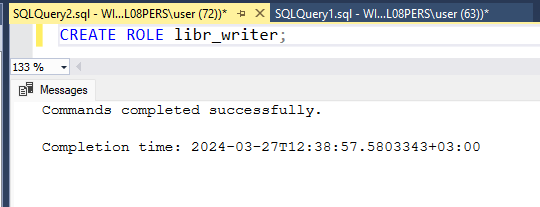 SQLQuery2.sql - WI...L08PERS\user (72))* SQLQuery1.sql - WI...L08PERS\user (63))*
CREATE ROLE libr_writer;
133 %
Messages
Commands completed successfully.
Completion time: 2024-03-27T12:38:57.5803343+03:00